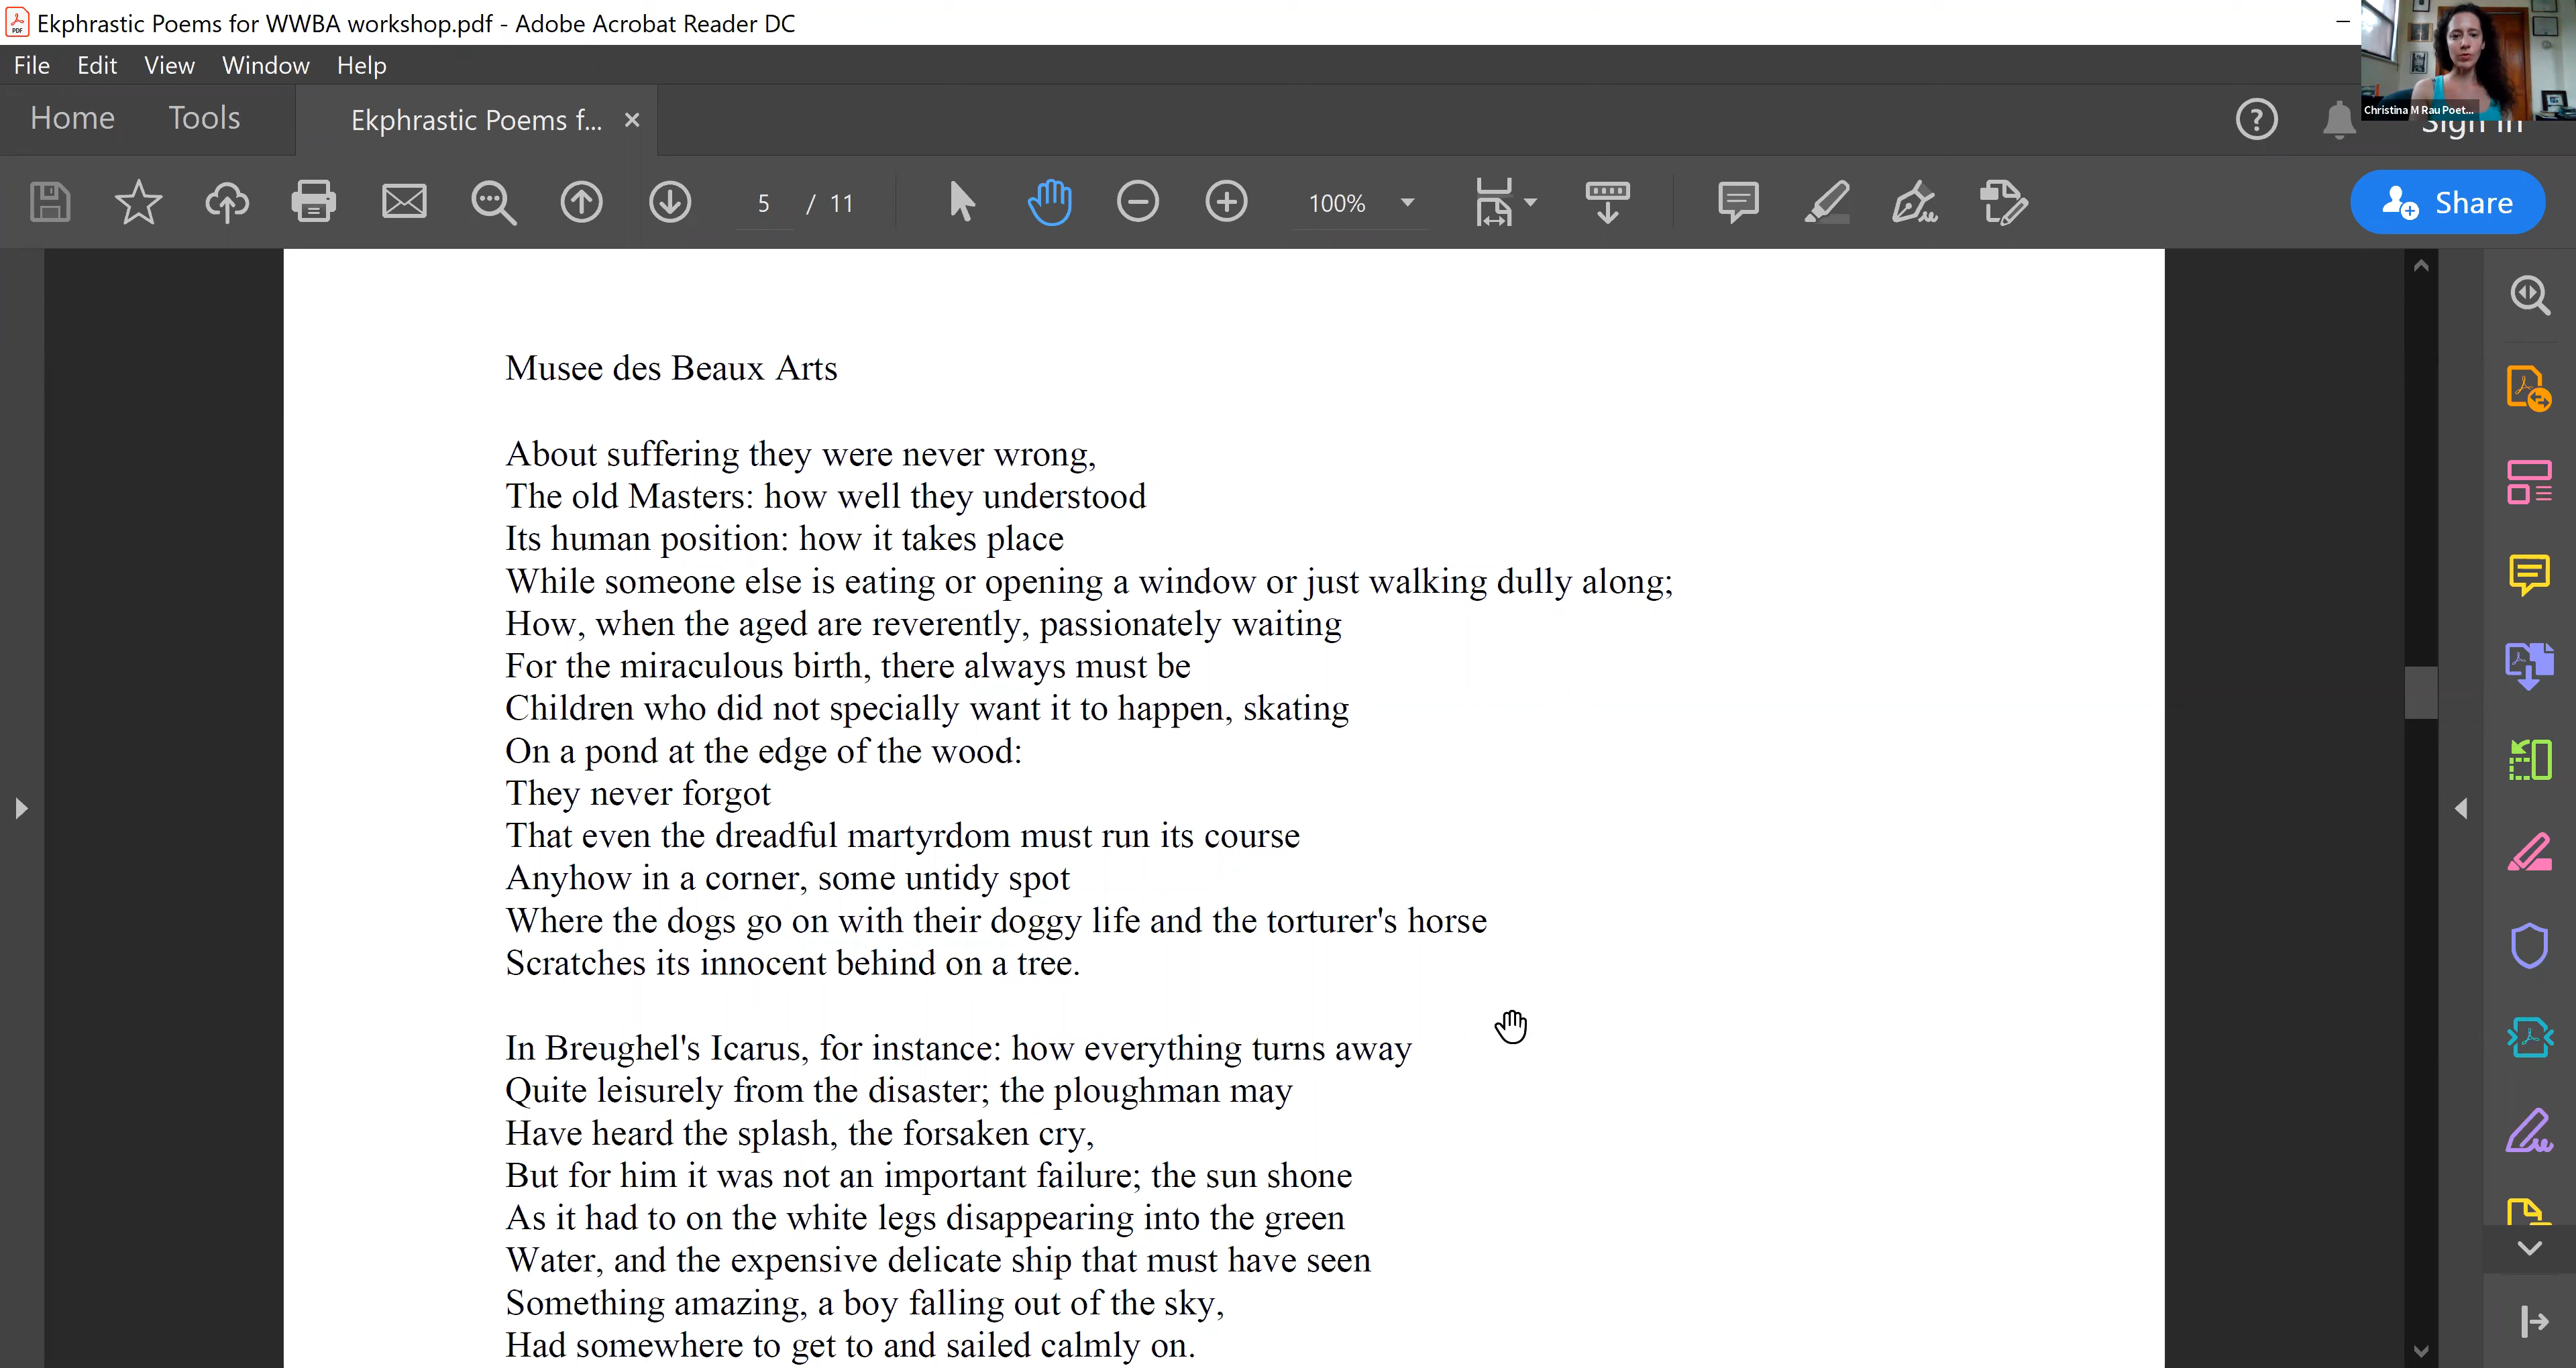 Ekphrastic Poems for WWBA workshop.pdf - Adobe Acrobat Reader DC
File Edit View Window Help
Christina M Rau Poet...
Home Tools Ekphrastic Poems f... Sign In
5 / 11 100% Share
Musee des Beaux Arts
About suffering they were never wrong,
The old Masters: how well they understood
Its human position: how it takes place
While someone else is eating or opening a window or just walking dully along;
How, when the aged are reverently, passionately waiting
For the miraculous birth, there always must be
Children who did not specially want it to happen, skating
On a pond at the edge of the wood:
They never forgot
That even the dreadful martyrdom must run its course
Anyhow in a corner, some untidy spot
Where the dogs go on with their doggy life and the torturer's horse
Scratches its innocent behind on a tree.
In Breughel's Icarus, for instance: how everything turns away
Quite leisurely from the disaster; the ploughman may
Have heard the splash, the forsaken cry,
But for him it was not an important failure; the sun shone
As it had to on the white legs disappearing into the green
Water, and the expensive delicate ship that must have seen
Something amazing, a boy falling out of the sky,
Had somewhere to get to and sailed calmly on.